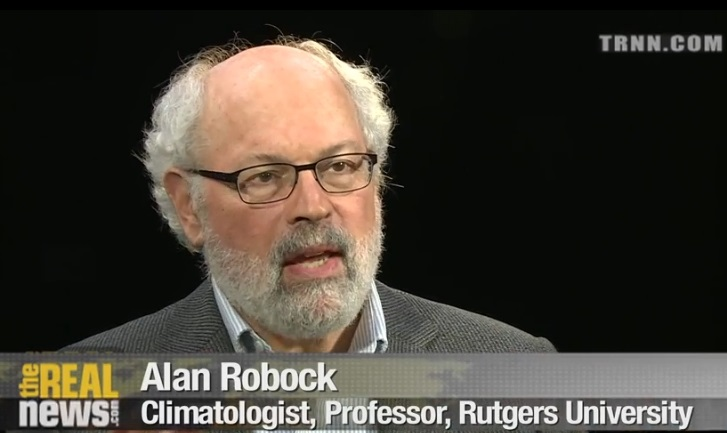 TRNN.COM
the
REAL
news.com
Alan Robock
Climatologist, Professor, Rutgers University